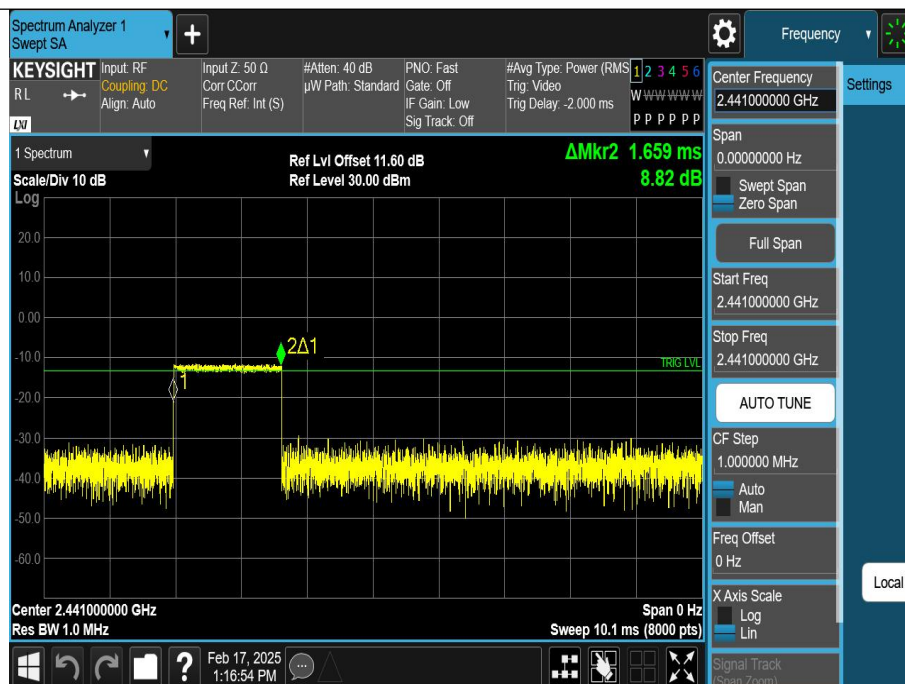 Spectrum Analyzer 1
Swept SA
+
Frequency
KEYSIGHT
RL
LXI
Input: RF
Coupling: DC
Align: Auto
Input Z: 50 Ω
Corr CCorr
Freq Ref: Int (S)
#Atten: 40 dB
µW Path: Standard
PNO: Fast
Gate: Off
IF Gain: Low
Sig Track: Off
#Avg Type: Power (RMS
Trig: Video
Trig Delay: -2.000 ms
1 2 3 4 5 6
W W W W W W
P P P P P P
1 Spectrum
Scale/Div 10 dB
Log
Ref Lvl Offset 11.60 dB
Ref Level 30.00 dBm
ΔMkr2 1.659 ms
8.82 dB
20.0
10.0
0.00
-10.0
-20.0
-30.0
-40.0
-50.0
-60.0
2Δ1
1
TRIG LVL
Center 2.441000000 GHz
Res BW 1.0 MHz
Span 0 Hz
Sweep 10.1 ms (8000 pts)
Feb 17, 2025
1:16:54 PM
?
Center Frequency
2.441000000 GHz
Span
0.00000000 Hz
Swept Span
Zero Span
Full Span
Start Freq
2.441000000 GHz
Stop Freq
2.441000000 GHz
AUTO TUNE
CF Step
1.000000 MHz
Auto
Man
Freq Offset
0 Hz
X Axis Scale
Log
Lin
Signal Track
(Span Zoom)
Settings
Local